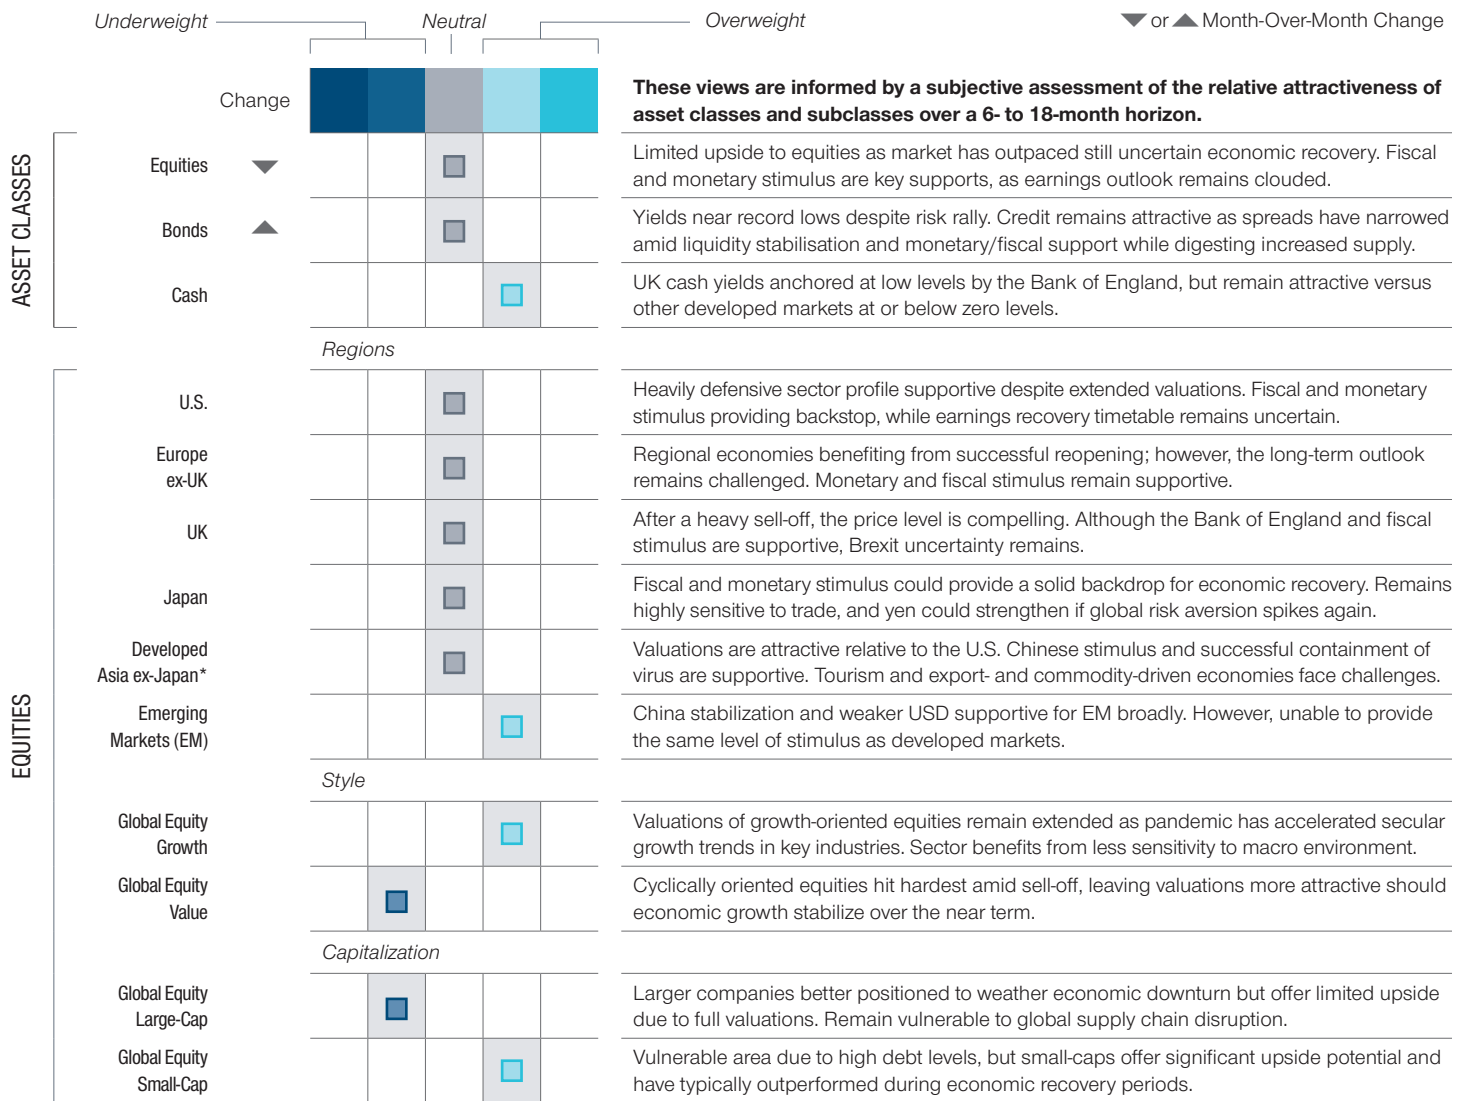 Underweight
Neutral
Overweight
or Month-Over-Month Change
Change
These views are informed by a subjective assessment of the relative attractiveness of
asset classes and subclasses over a 6- to 18-month horizon.
ASSET CLASSES
Equities
Limited upside to equities as market has outpaced still uncertain economic recovery. Fiscal
and monetary stimulus are key supports, as earnings outlook remains clouded.
Bonds
Yields near record lows despite risk rally. Credit remains attractive as spreads have narrowed
amid liquidity stabilisation and monetary/fiscal support while digesting increased supply.
Cash
UK cash yields anchored at low levels by the Bank of England, but remain attractive versus
other developed markets at or below zero levels.
Regions
EQUITIES
U.S.
Heavily defensive sector profile supportive despite extended valuations. Fiscal and monetary
stimulus providing backstop, while earnings recovery timetable remains uncertain.
Europe
ex-UK
Regional economies benefiting from successful reopening; however, the long-term outlook
remains challenged. Monetary and fiscal stimulus remain supportive.
UK
After a heavy sell-off, the price level is compelling. Although the Bank of England and fiscal
stimulus are supportive, Brexit uncertainty remains.
Japan
Fiscal and monetary stimulus could provide a solid backdrop for economic recovery. Remains
highly sensitive to trade, and yen could strengthen if global risk aversion spikes again.
Developed
Asia ex-Japan*
Valuations are attractive relative to the U.S. Chinese stimulus and successful containment of
virus are supportive. Tourism and export- and commodity-driven economies face challenges.
Emerging
Markets (EM)
China stabilization and weaker USD supportive for EM broadly. However, unable to provide
the same level of stimulus as developed markets.
Style
Global Equity
Growth
Valuations of growth-oriented equities remain extended as pandemic has accelerated secular
growth trends in key industries. Sector benefits from less sensitivity to macro environment.
Global Equity
Value
Cyclically oriented equities hit hardest amid sell-off, leaving valuations more attractive should
economic growth stabilize over the near term.
Capitalization
Global Equity
Large-Cap
Larger companies better positioned to weather economic downturn but offer limited upside
due to full valuations. Remain vulnerable to global supply chain disruption.
Global Equity
Small-Cap
Vulnerable area due to high debt levels, but small-caps offer significant upside potential and
have typically outperformed during economic recovery periods.